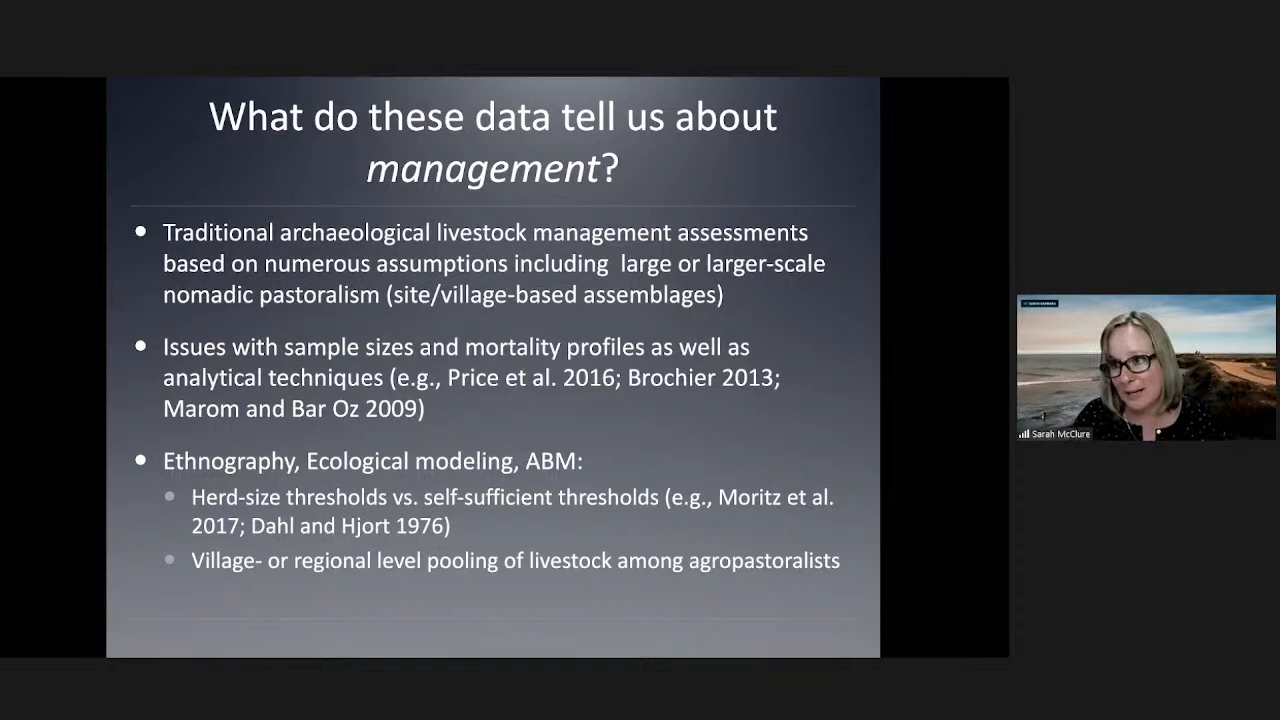 What do these data tell us about
management?
• Traditional archaeological livestock management assessments
based on numerous assumptions including large or larger-scale
nomadic pastoralism (site/village-based assemblages)
• Issues with sample sizes and mortality profiles as well as
analytical techniques (e.g., Price et al. 2016; Brochier 2013;
Marom and Bar Oz 2009)
• Ethnography, Ecological modeling, ABM:
• Herd-size thresholds vs. self-sufficient thresholds (e.g., Moritz et al.
2017; Dahl and Hjort 1976)
• Village- or regional level pooling of livestock among agropastoralists
Sarah McClure